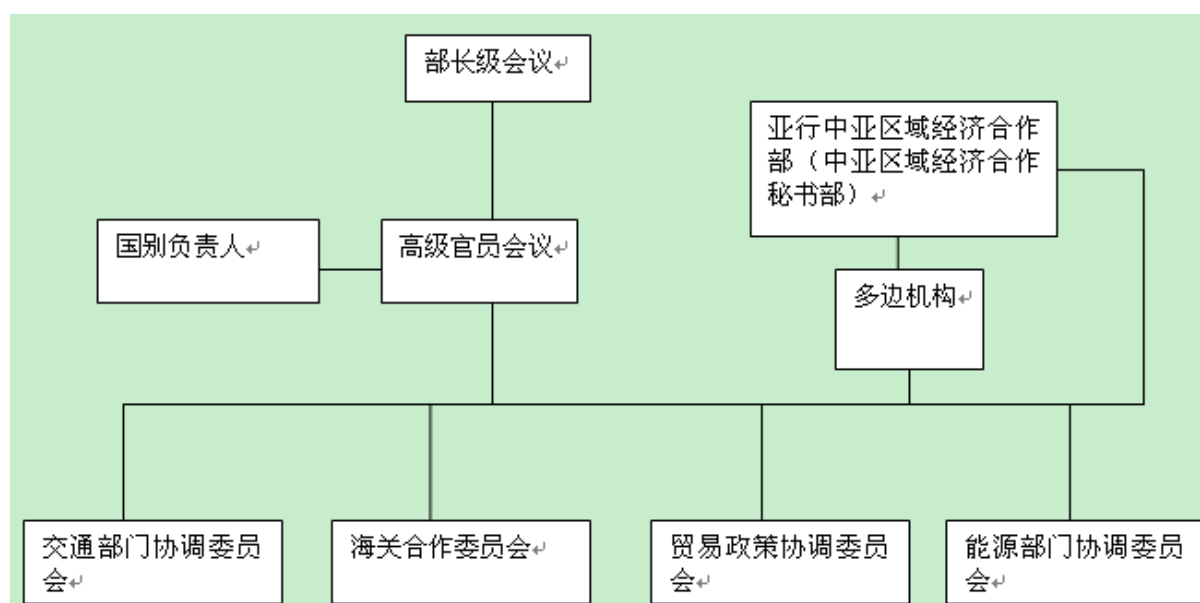 部长级会议
亚行中亚区域经济合作
部（中亚区域经济合作
秘书部）
国别负责人
高级官员会议
多边机构
交通部门协调委员
会
海关合作委员会
贸易政策协调委员
会
能源部门协调委员
会